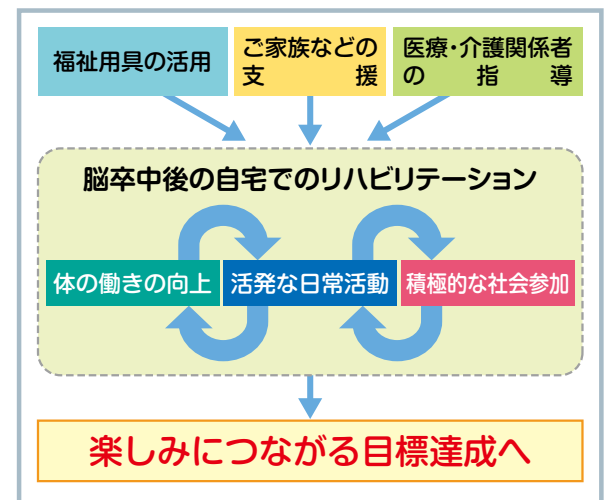 福祉用具の活用
ご家族などの
支援
医療・介護関係者
の指導
脳卒中後の自宅でのリハビリテーション
体の働きの向上
活発な日常活動
積極的な社会参加
楽しみにつながる目標達成へ